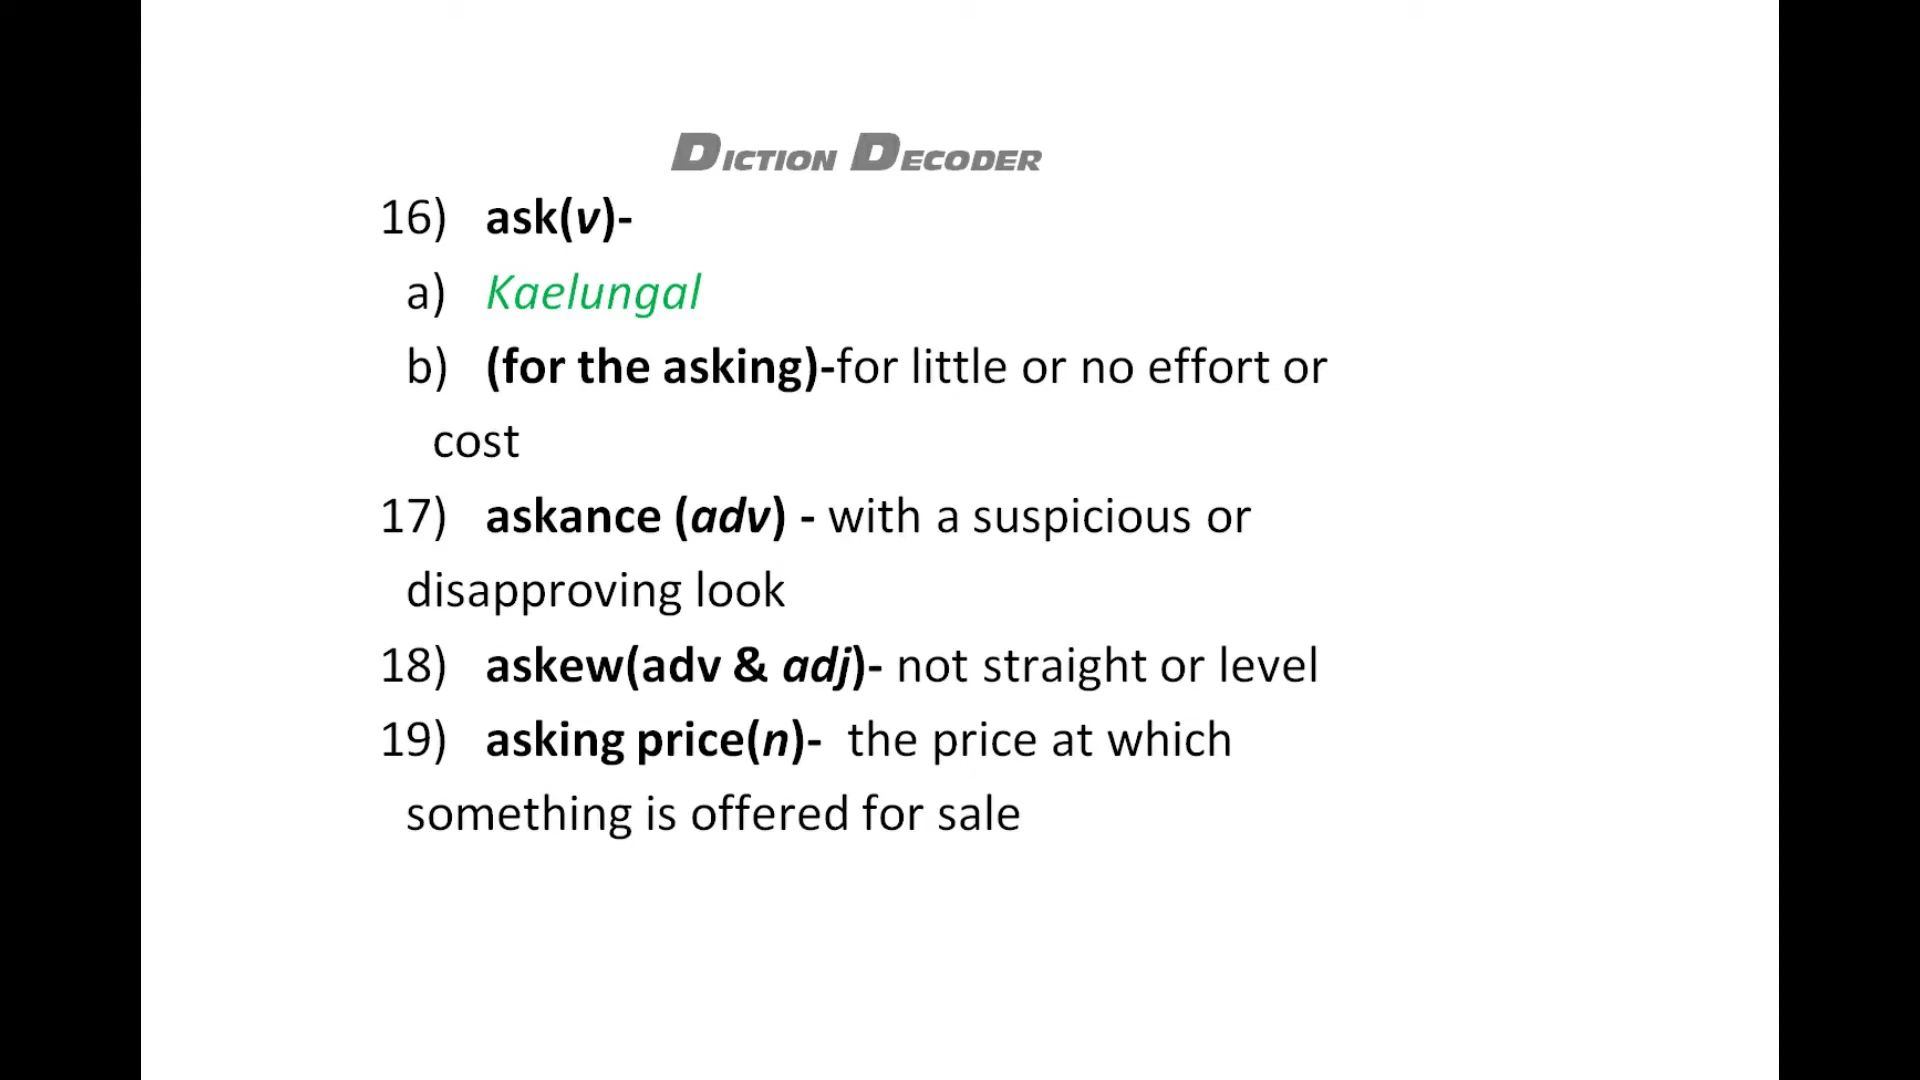 DICTION DECODER
16) ask(v)-
a) Kaelungal
b) (for the asking)-for little or no effort or
cost
17) askance (adv) - with a suspicious or
disapproving look
18) askew(adv & adj)- not straight or level
19) asking price(n)- the price at which
something is offered for sale